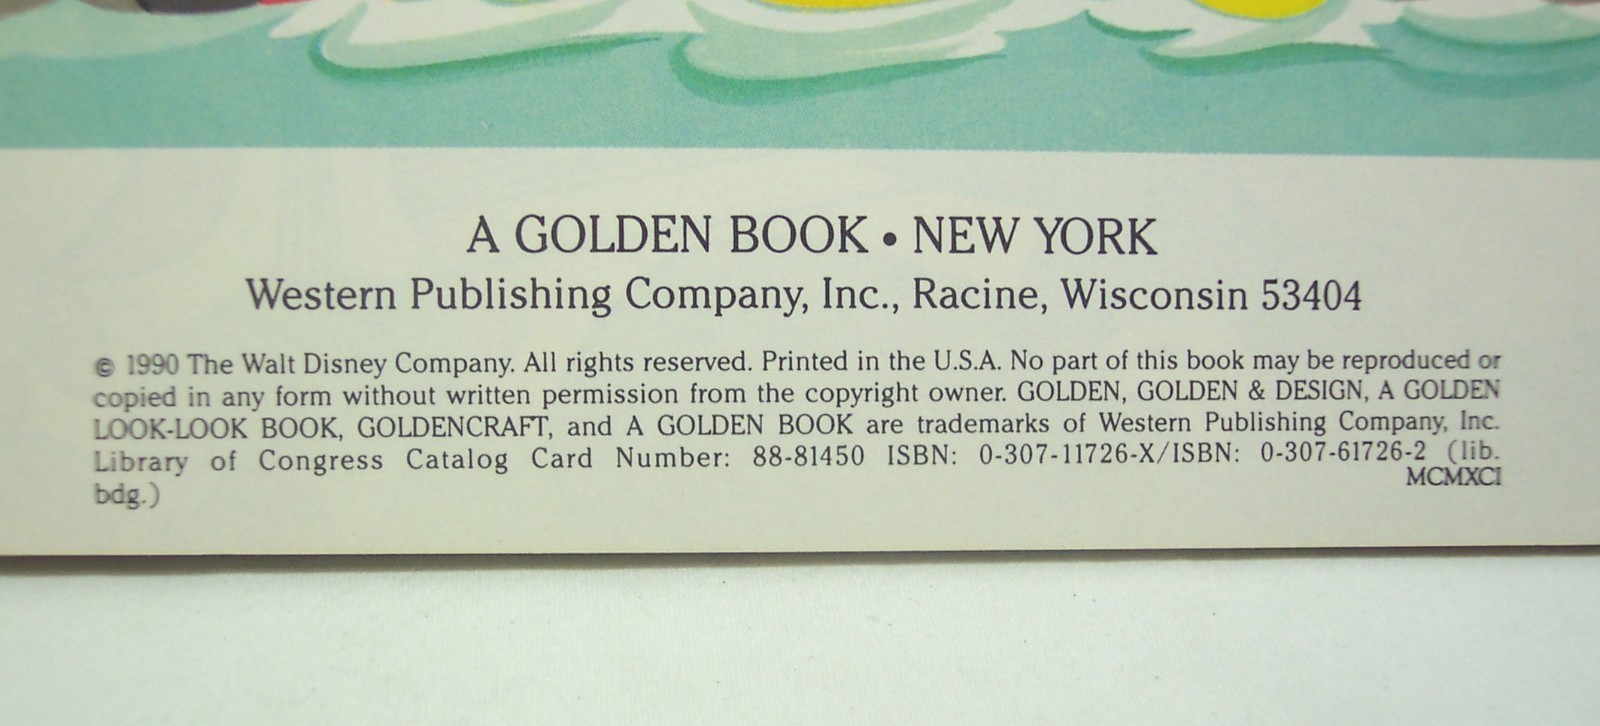 A GOLDEN BOOK • NEW YORK
Western Publishing Company, Inc., Racine, Wisconsin 53404
© 1990 The Walt Disney Company. All rights reserved. Printed in the U.S.A. No part of this book may be reproduced or
copied in any form without written permission from the copyright owner. GOLDEN, GOLDEN & DESIGN, A GOLDEN
LOOK-LOOK BOOK, GOLDENCRAFT, and A GOLDEN BOOK are trademarks of Western Publishing Company, Inc.
Library of Congress Catalog Card Number: 88-81450 ISBN: 0-307-11726-X/ISBN: 0-307-61726-2 (lib.
bdg.) MCMXCI